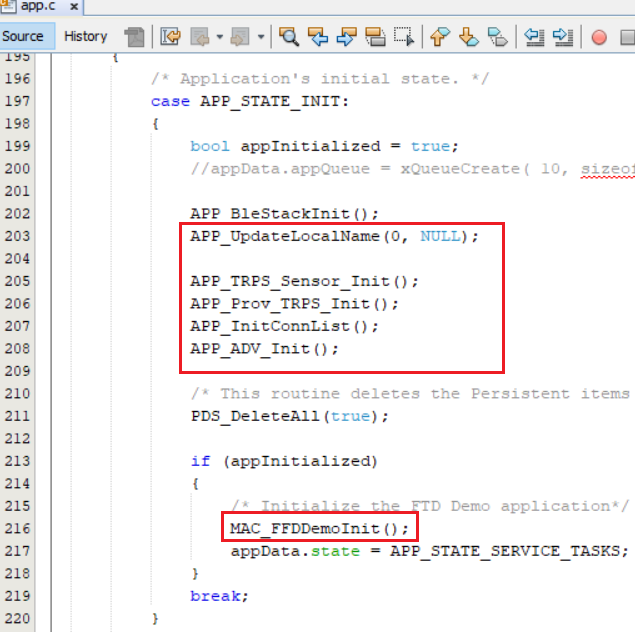 app.c x
Source History
195 {
196 /* Application's initial state. */
197 case APP_STATE_INIT:
198 {
199 bool appInitialized = true;
200 //appData.appQueue = xQueueCreate( 10, sizeof
201
202 APP_BleStackInit();
203 APP_UpdateLocalName(0, NULL);
204
205 APP_TRPS_Sensor_Init();
206 APP_Prov_TRPS_Init();
207 APP_InitConnList();
208 APP_ADV_Init();
209
210 /* This routine deletes the Persistent items
211 PDS_DeleteAll(true);
212
213 if (appInitialized)
214 {
215 /* Initialize the FTD Demo application*/
216 MAC_FFDDemoInit();
217 appData.state = APP_STATE_SERVICE_TASKS;
218 }
219 break;
220 }